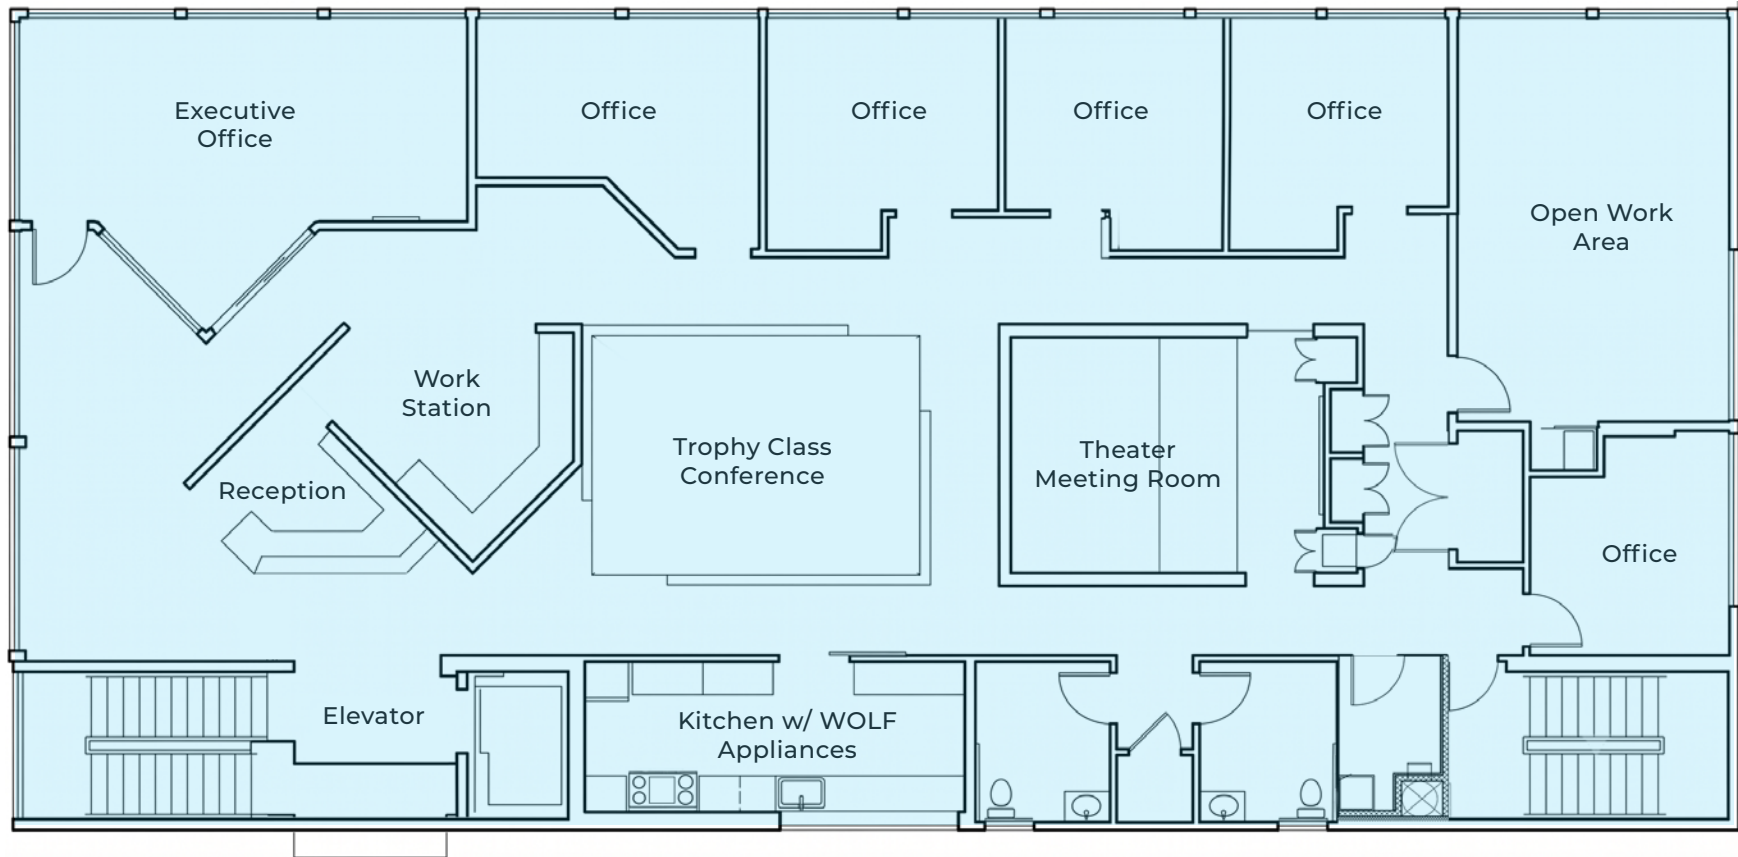 Executive
Office
Office
Office
Office
Office
Open Work
Area
Work
Station
Trophy Class
Conference
Theater
Meeting Room
Reception
Office
Elevator
Kitchen w/ WOLF
Appliances